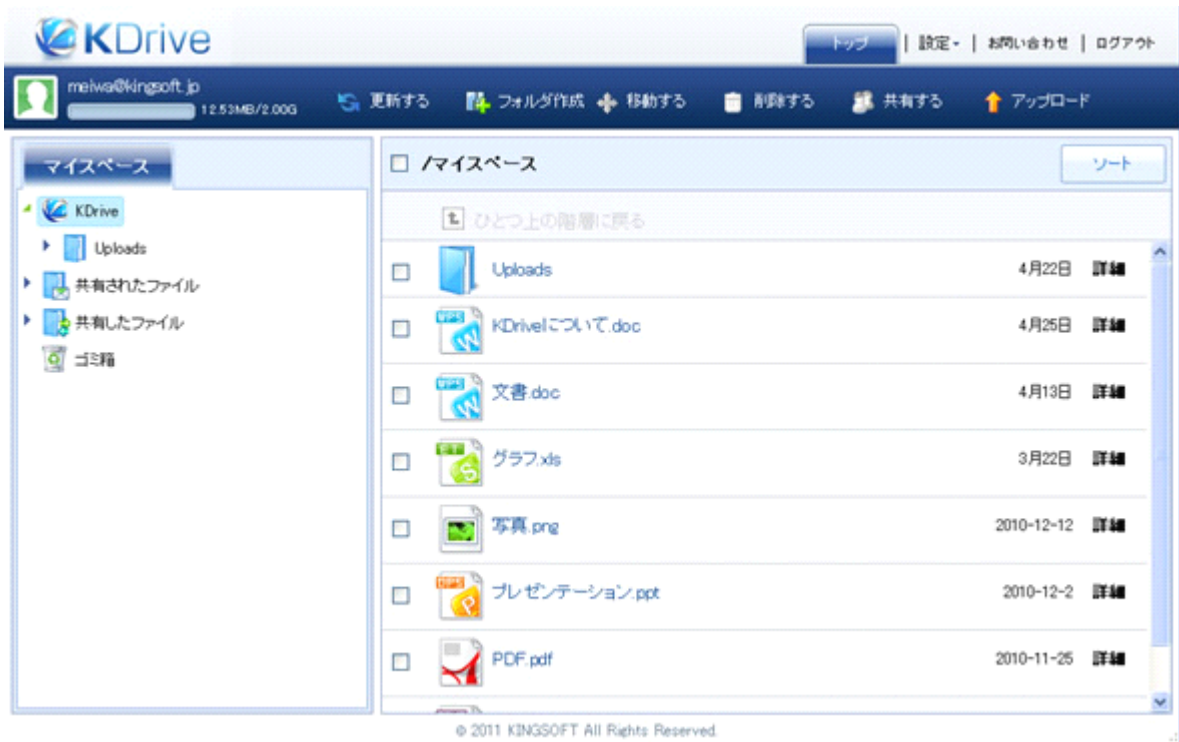 KDrive
トップ | 設定 | お問い合わせ | ログアウト
meiwa@kingsoft.jp
12.53MB/2.00G
更新する フォルダ作成 移動する 削除する 共有する アップロード
マイスペース
KDrive
Uploads
共有されたファイル
共有したファイル
ゴミ箱
/マイスペース ソート
ひとつ上の階層に戻る
Uploads 4月22日 詳細
KDriveについて.doc 4月25日 詳細
文書.doc 4月13日 詳細
グラフ.xls 3月22日 詳細
写真.png 2010-12-12 詳細
プレゼンテーション.ppt 2010-12-2 詳細
PDF.pdf 2010-11-25 詳細
© 2011 KINGSOFT All Rights Reserved.